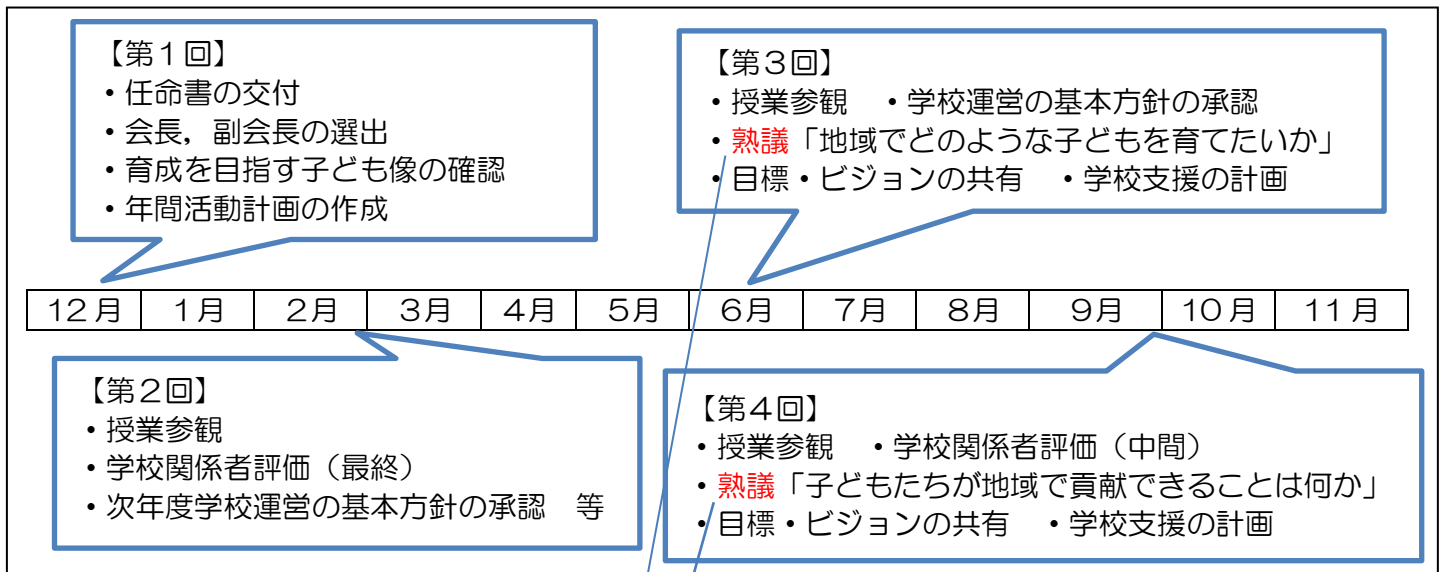 【第１回】
・任命書の交付
・会長，副会長の選出
・育成を目指す子ども像の確認
・年間活動計画の作成
【第３回】
・授業参観　・学校運営の基本方針の承認
・熟議「地域でどのような子どもを育てたいか」
・目標・ビジョンの共有　・学校支援の計画
12月 1月 2月 3月 4月 5月 6月 7月 8月 9月 10月 11月
【第２回】
・授業参観
・学校関係者評価（最終）
・次年度学校運営の基本方針の承認　等
【第４回】
・授業参観　・学校関係者評価（中間）
・熟議「子どもたちが地域で貢献できることは何か」
・目標・ビジョンの共有　・学校支援の計画